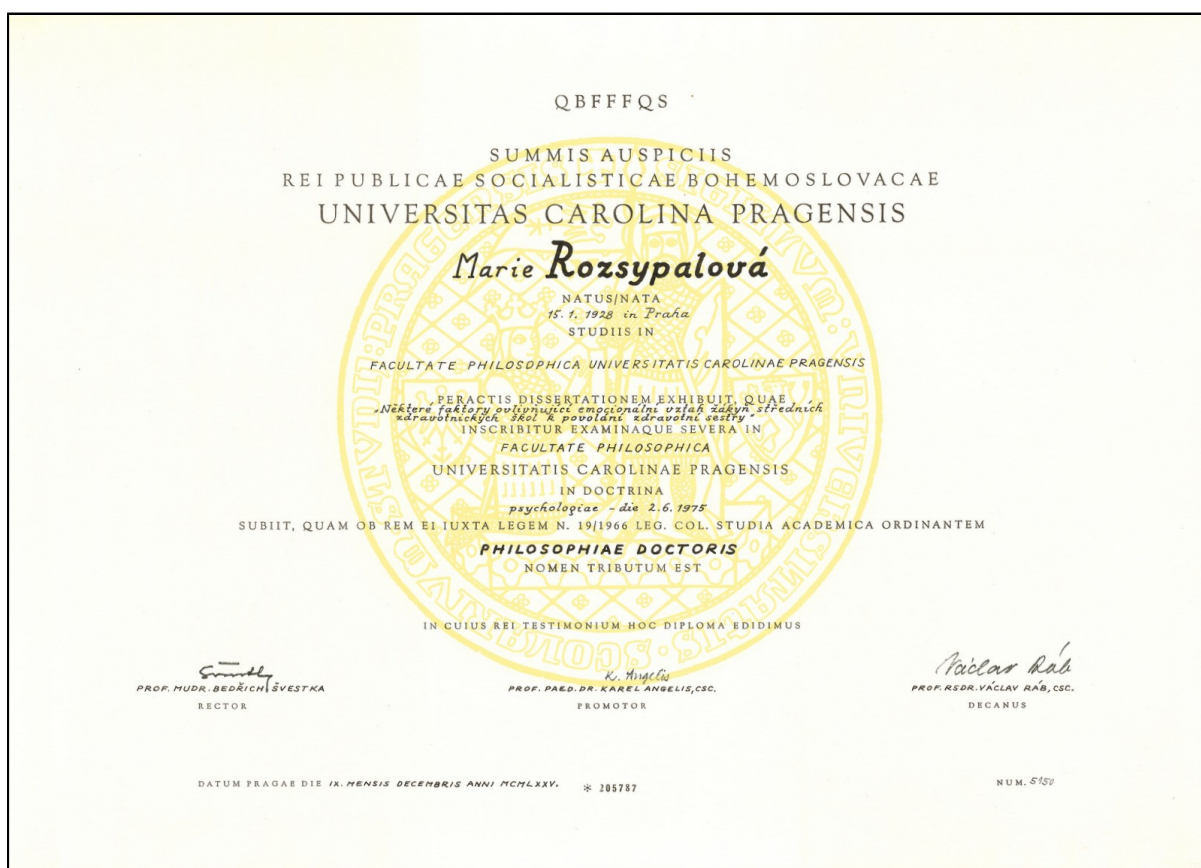 QBFFFQS
SUMMIS AUSPICIIS
REI PUBLICAE SOCIALISTICAE BOHEMOSLOVACAE
UNIVERSITAS CAROLINA PRAGENSIS
Marie Rozsypalová
NATUS/NATA
15. 1. 1928 in Praha
STUDIIS IN
FACULTATE PHILOSOPHICA UNIVERSITATIS CAROLINAE PRAGENSIS
PERACTIS DISSERTATIONEM EXHIBUIT, QUAE
„Některé faktory ovlivňující emocionální vztah žákyň středních
zdravotnických škol k povolání zdravotní sestry"
INSCRIBITUR EXAMINAQUE SEVERA IN
FACULTATE PHILOSOPHICA
UNIVERSITATIS CAROLINAE PRAGENSIS
IN DOCTRINA
psychologiae - die 2.6.1975
SUBIIT, QUAM OB REM EI IUXTA LEGEM N. 19/1966 LEG. COL. STUDIA ACADEMICA ORDINANTEM
PHILOSOPHIAE DOCTORIS
NOMEN TRIBUTUM EST
IN CUIUS REI TESTIMONIUM HOC DIPLOMA EDIDIMUS
K. Angelis
Václav Ráb
PROF. MUDR. BEDŘICH ŠVESTKA
PROF. PAED. DR. KAREL ANGELIS, CSC.
PROF. RSDR. VÁCLAV RÁB, CSC.
RECTOR
PROMOTOR
DECANUS
DATUM PRAGAE DIE IX. MENSIS DECEMBRIS ANNI MCMLXXV.
* 205787
NUM. 5150